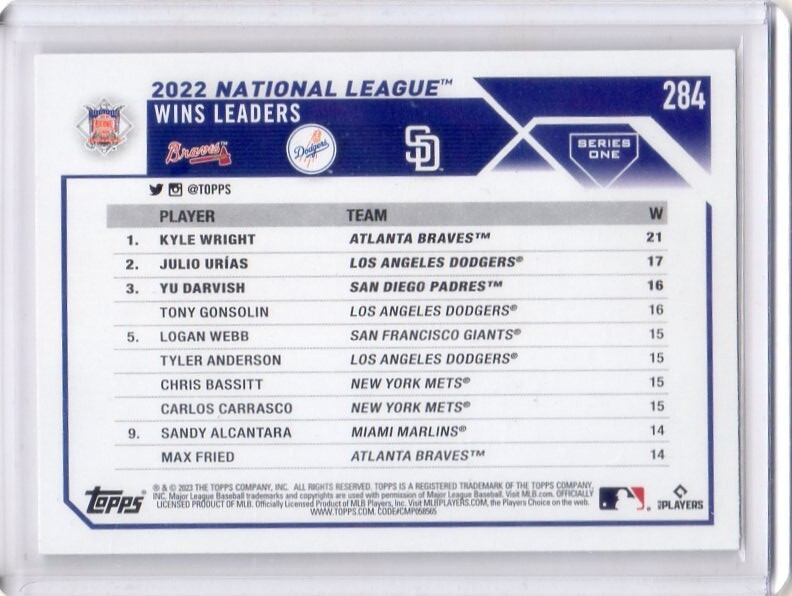 2022 NATIONAL LEAGUE™
WINS LEADERS
284
Braves
Dodgers
SD
SERIES
ONE
@TOPPS
PLAYER TEAM W
1. KYLE WRIGHT ATLANTA BRAVES™ 21
2. JULIO URÍAS LOS ANGELES DODGERS® 17
3. YU DARVISH SAN DIEGO PADRES™ 16
TONY GONSOLIN LOS ANGELES DODGERS® 16
5. LOGAN WEBB SAN FRANCISCO GIANTS® 15
TYLER ANDERSON LOS ANGELES DODGERS® 15
CHRIS BASSITT NEW YORK METS® 15
CARLOS CARRASCO NEW YORK METS® 15
9. SANDY ALCANTARA MIAMI MARLINS® 14
MAX FRIED ATLANTA BRAVES™ 14
topps
® & © 2023 THE TOPPS COMPANY, INC. ALL RIGHTS RESERVED. TOPPS IS A REGISTERED TRADEMARK OF THE TOPPS COMPANY,
INC. Major League Baseball trademarks and copyrights are used with permission of Major League Baseball. Visit MLB.com. OFFICIALLY
LICENSED PRODUCT OF MLB. Officially Licensed Product of MLB Players, Inc. Visit MLBPLAYERS.COM, the Players Choice on the web.
WWW.TOPPS.COM. CODE#CMP058565
PLAYERS